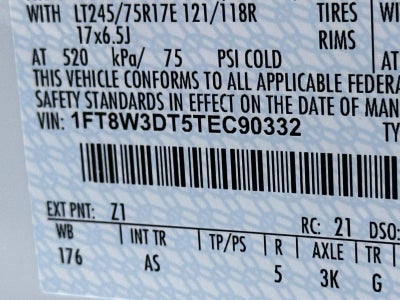 WITH LT245/75R17E 121/118R TIRES WI
17x6.5J RIMS
AT 520 kPa/ 75 PSI COLD AT
THIS VEHICLE CONFORMS TO ALL APPLICABLE FEDERA
SAFETY STANDARDS IN EFFECT ON THE DATE OF MAN
VIN: 1FT8W3DT5TEC90332 TY
EXT PNT: Z1 RC: 21 DSO:
WB INT TR TP/PS R AXLE TR
176 AS 5 3K G